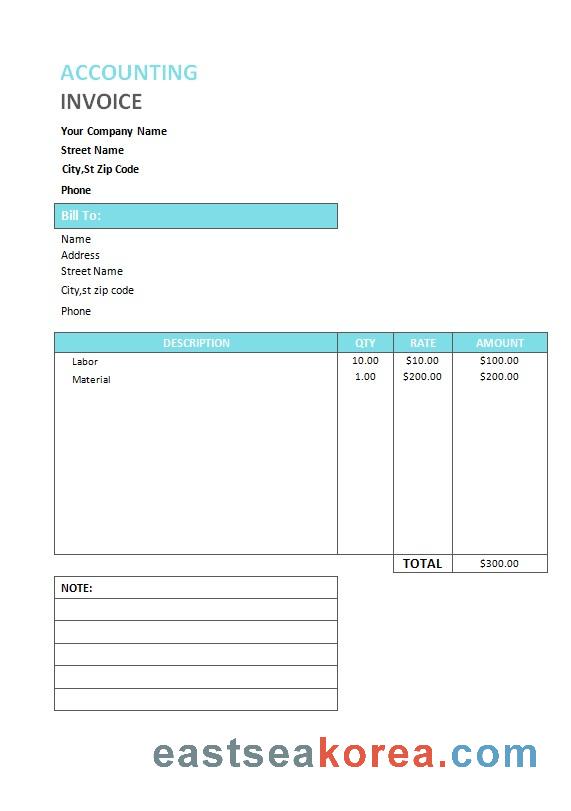 ACCOUNTING
INVOICE
Your Company Name
Street Name
City,St Zip Code
Phone
Bill To:
Name
Address
Street Name
City,st zip code
Phone
DESCRIPTION QTY RATE AMOUNT
Labor 10.00 $10.00 $100.00
Material 1.00 $200.00 $200.00
TOTAL $300.00
NOTE:
eastseakorea.com